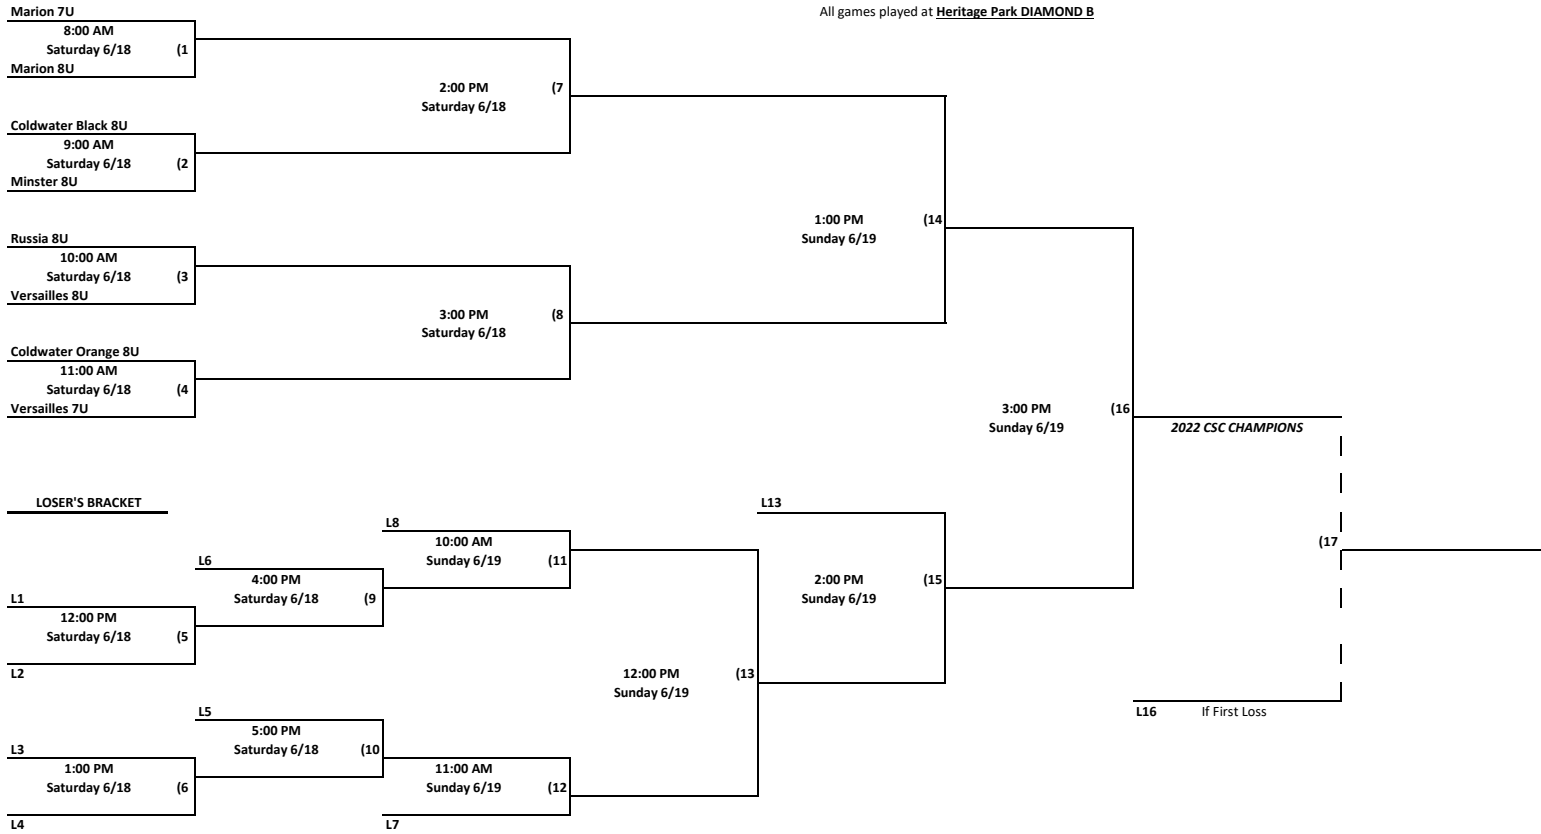 Marion 7U
All games played at Heritage Park DIAMOND B
8:00 AM
Saturday 6/18 (1
Marion 8U
2:00 PM (7
Saturday 6/18
Coldwater Black 8U
9:00 AM
Saturday 6/18 (2
Minster 8U
1:00 PM (14
Sunday 6/19
Russia 8U
10:00 AM
Saturday 6/18 (3
Versailles 8U
3:00 PM (8
Saturday 6/18
Coldwater Orange 8U
11:00 AM
Saturday 6/18 (4
Versailles 7U
3:00 PM (16
Sunday 6/19
2022 CSC CHAMPIONS
LOSER'S BRACKET
L13
L8
10:00 AM
Sunday 6/19 (11
L6
4:00 PM
Saturday 6/18 (9
(17
2:00 PM (15
Sunday 6/19
L1
12:00 PM
Saturday 6/18 (5
L2
12:00 PM (13
Sunday 6/19
L16 If First Loss
L5
5:00 PM
Saturday 6/18 (10
L3
1:00 PM
Saturday 6/18 (6
L4
11:00 AM
Sunday 6/19 (12
L7